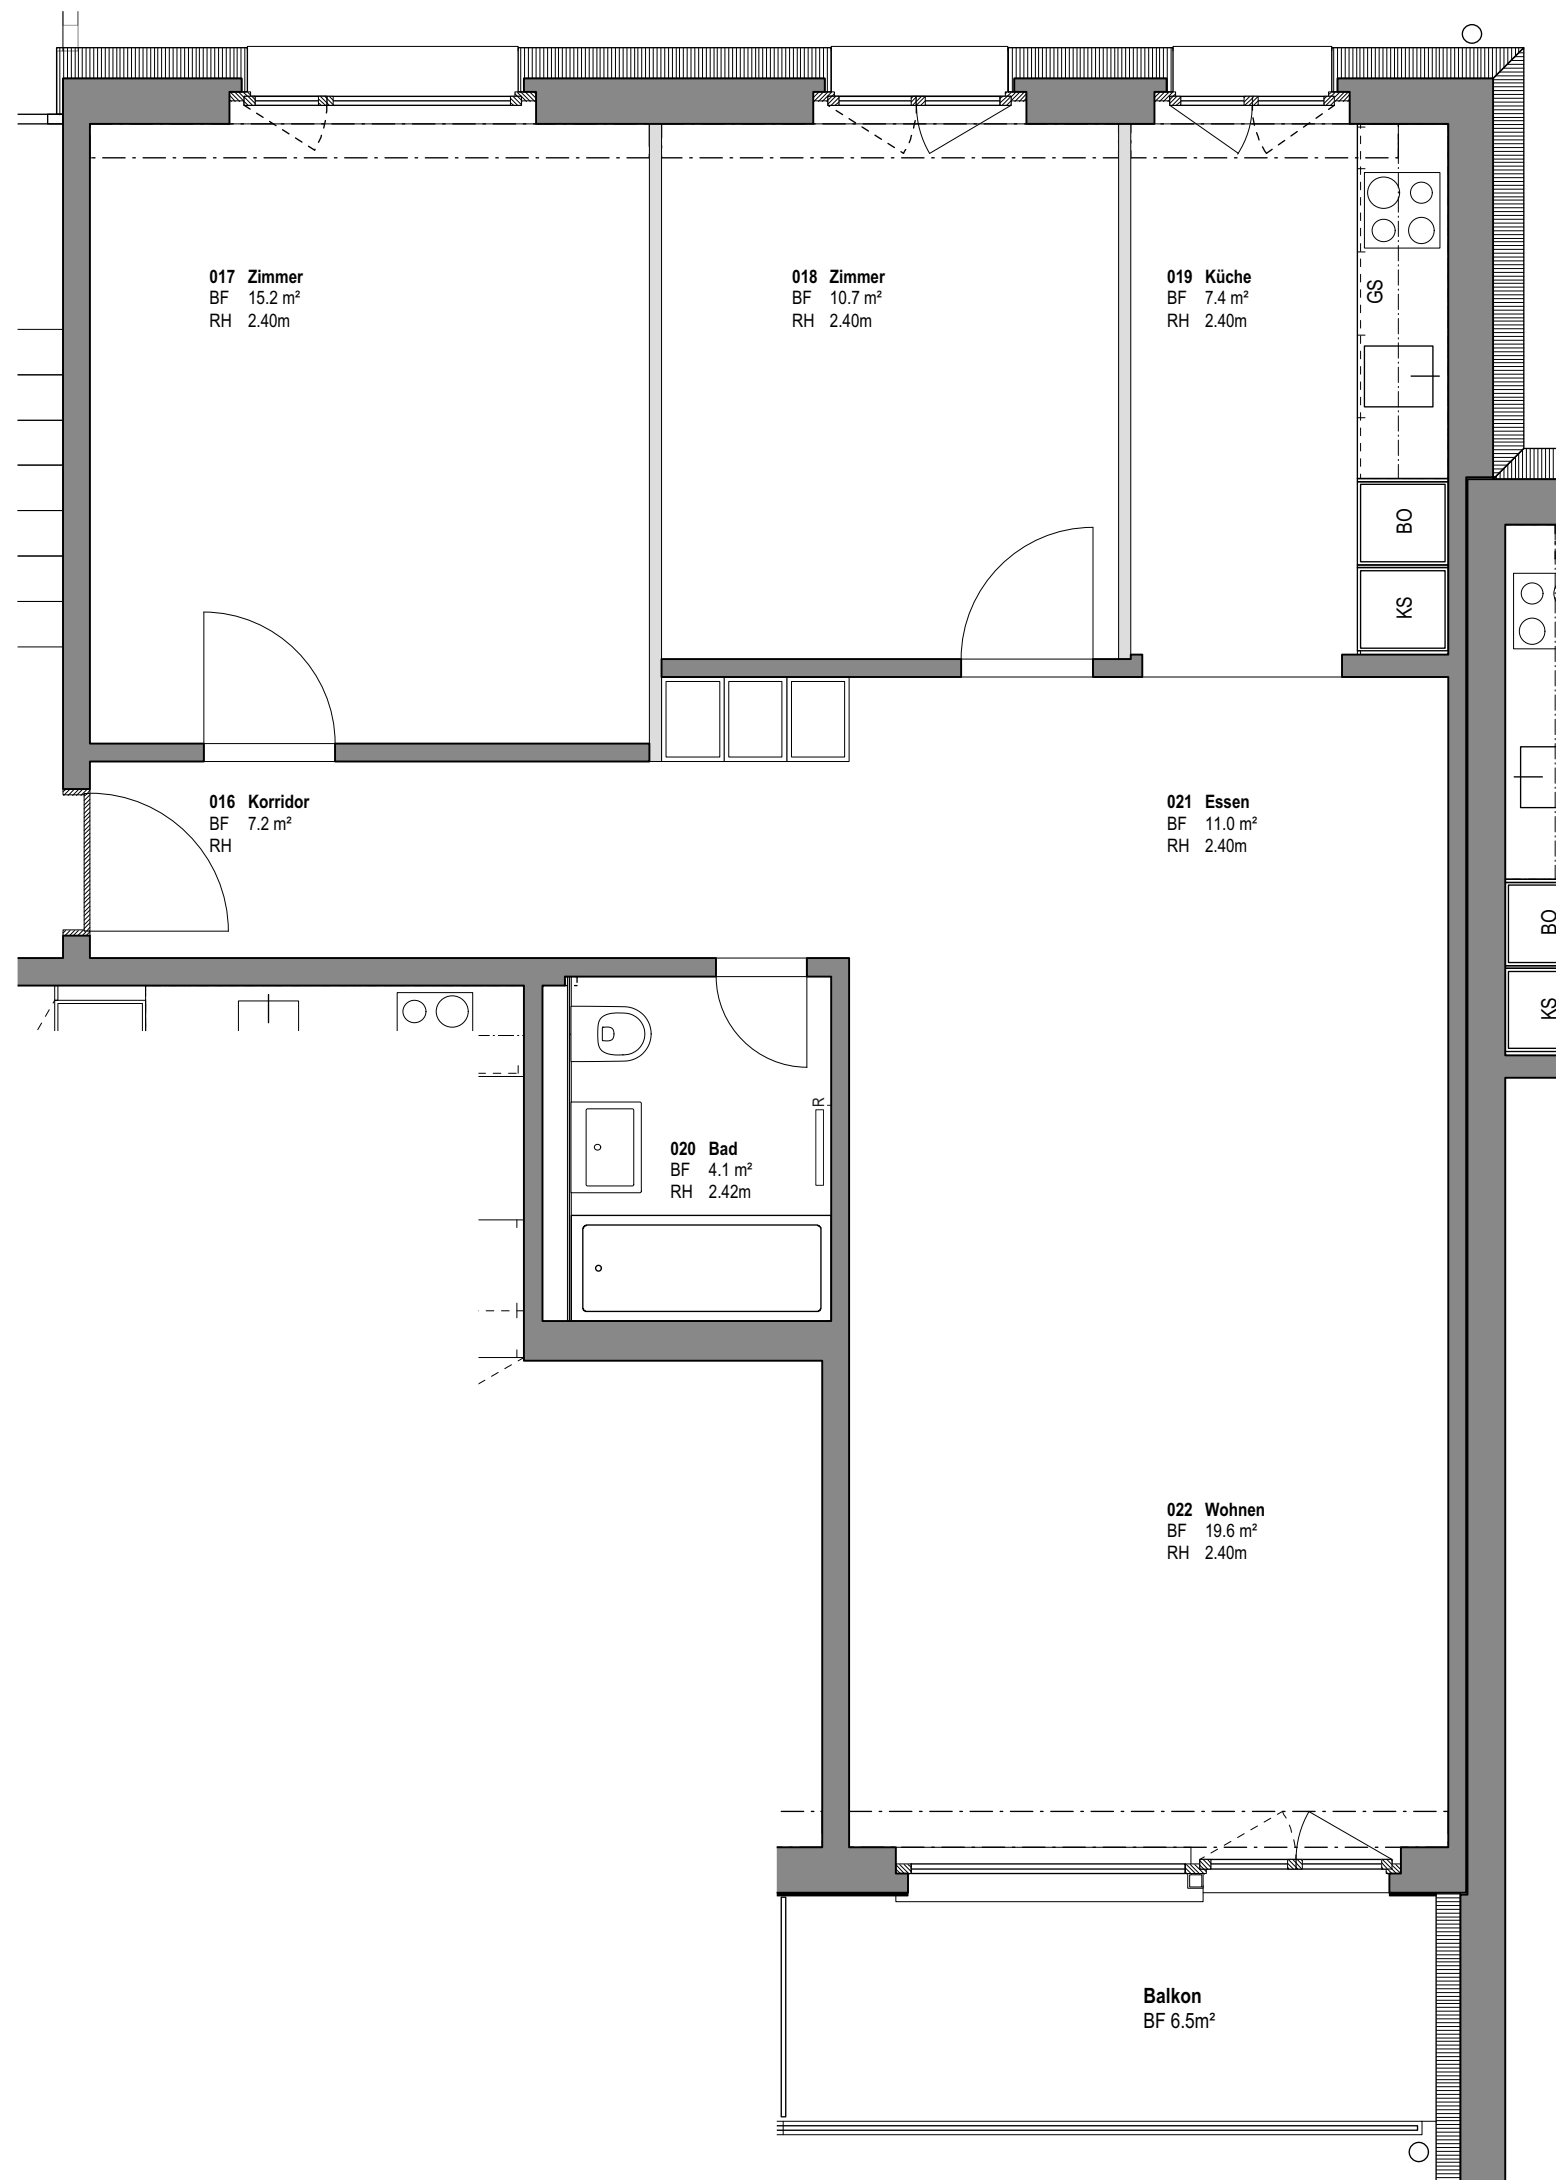 017 Zimmer
BF 15.2 m²
RH 2.40m
018 Zimmer
BF 10.7 m²
RH 2.40m
019 Küche
BF 7.4 m²
RH 2.40m
GS
BO
KS
016 Korridor
BF 7.2 m²
RH
021 Essen
BF 11.0 m²
RH 2.40m
BO
KS
R
020 Bad
BF 4.1 m²
RH 2.42m
022 Wohnen
BF 19.6 m²
RH 2.40m
Balkon
BF 6.5m²